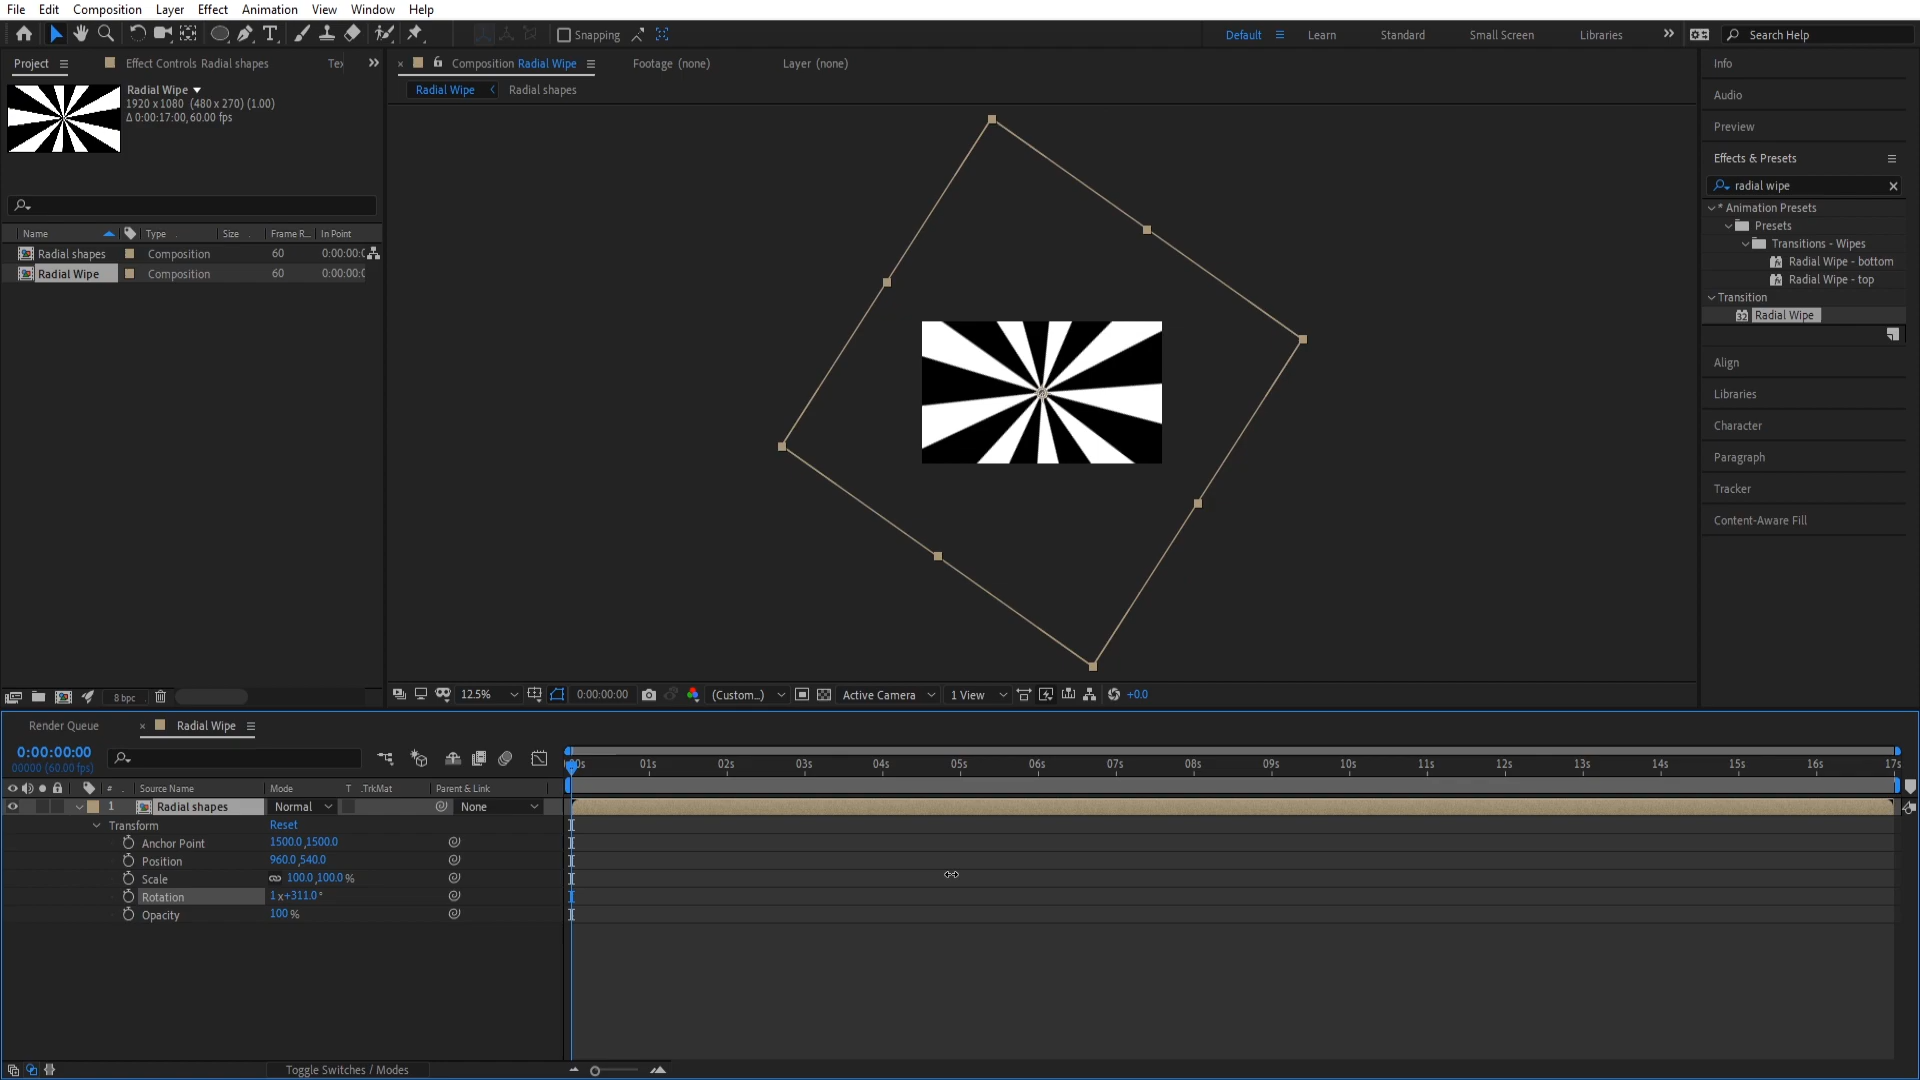 File Edit Composition Layer Effect Animation View Window Help
Snapping
Default Learn Standard Small Screen Libraries
Search Help
Project
Effect Controls Radial shapes
Composition Radial Wipe
Footage (none)
Layer (none)
Radial Wipe
Radial shapes
Radial Wipe
1920 x 1080 (480 x 270) (1.00)
Δ 0:00:17:00, 60.00 fps
Name Type Size Frame R... In Point
Radial shapes Composition 60 0:00:00:0
Radial Wipe Composition 60 0:00:00:0
8 bpc
12.5% 0:00:00:00 (Custom...) Active Camera 1 View +0.0
Info
Audio
Preview
Effects & Presets
radial wipe
* Animation Presets
Presets
Transitions - Wipes
Radial Wipe - bottom
Radial Wipe - top
Transition
32 Radial Wipe
Align
Libraries
Character
Paragraph
Tracker
Content-Aware Fill
Render Queue
Radial Wipe
0:00:00:00
00000 (60.00 fps)
01s 02s 03s 04s 05s 06s 07s 08s 09s 10s 11s 12s 13s 14s 15s 16s 17s
# Source Name Mode T .TrkMat Parent & Link
1 Radial shapes Normal None
Transform Reset
Anchor Point 1500.0,1500.0
Position 960.0,540.0
Scale 100.0,100.0 %
Rotation 1x+311.0°
Opacity 100 %
Toggle Switches / Modes